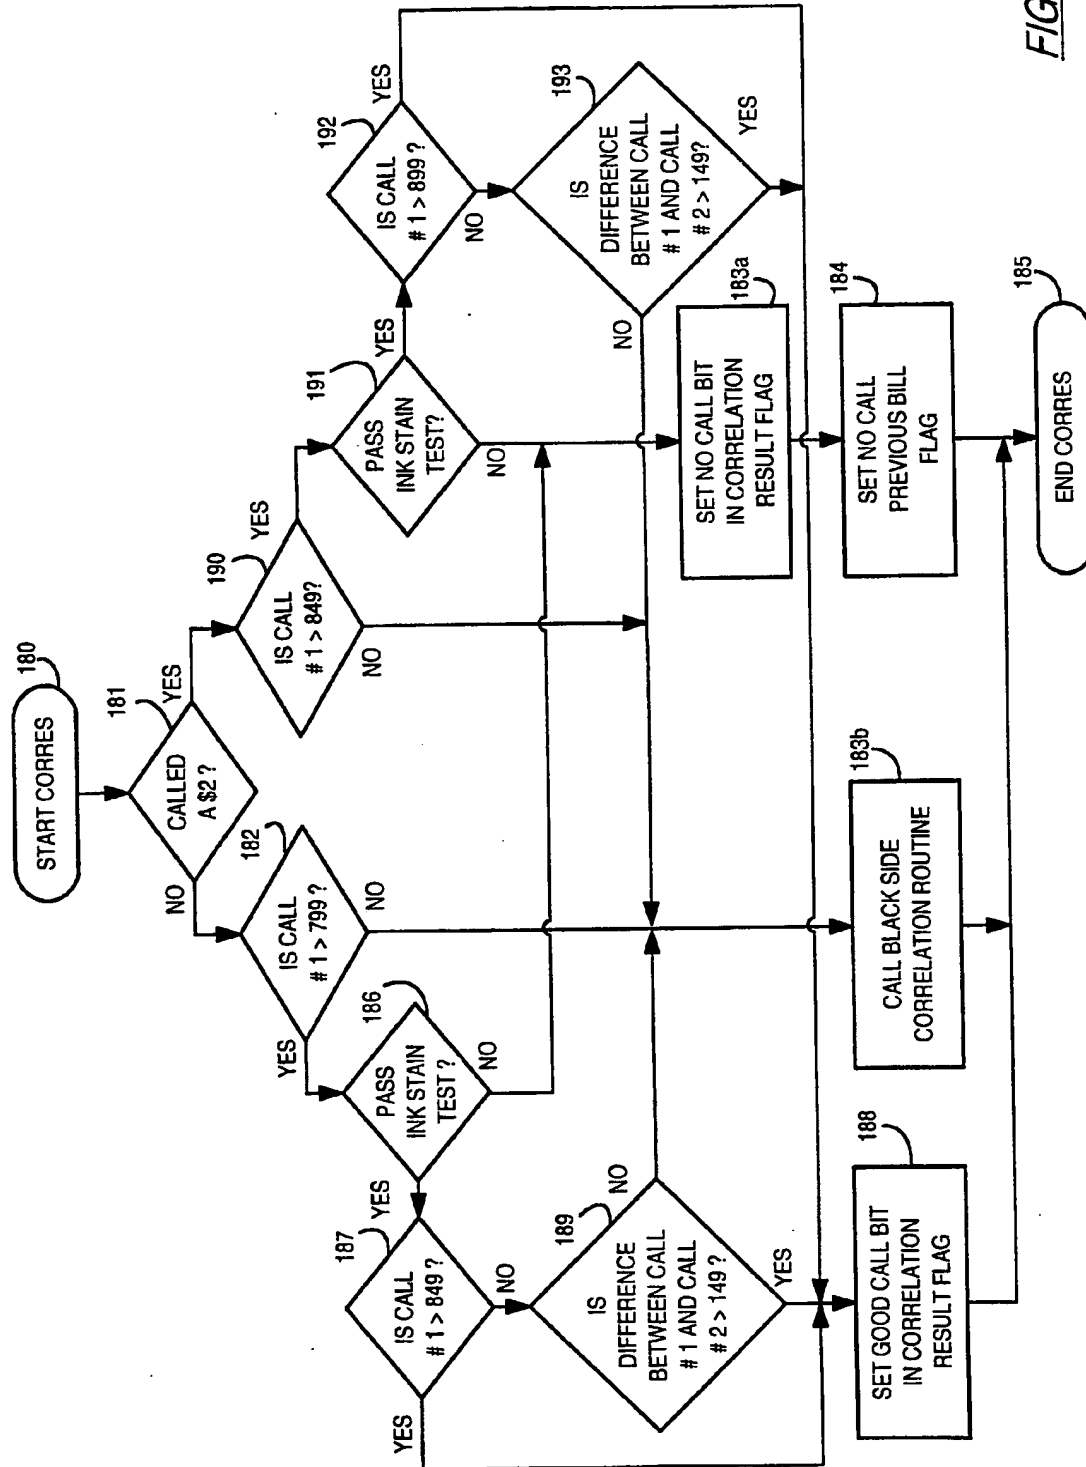 START CORRES
180
CALLED
A $2 ?
181
NO
YES
IS CALL
# 1 > 799 ?
182
YES
NO
IS CALL
# 1 > 849?
190
YES
NO
PASS
INK STAIN
TEST ?
186
YES
NO
PASS
INK STAIN
TEST?
191
YES
NO
IS CALL
# 1 > 849 ?
187
YES
NO
IS CALL
# 1 > 899 ?
192
YES
NO
IS
DIFFERENCE
BETWEEN CALL
# 1 AND CALL
# 2 > 149 ?
189
NO
YES
IS
DIFFERENCE
BETWEEN CALL
# 1 AND CALL
# 2 > 149?
193
NO
YES
SET GOOD CALL BIT
IN CORRELATION
RESULT FLAG
188
CALL BLACK SIDE
CORRELATION ROUTINE
183b
SET NO CALL BIT
IN CORRELATION
RESULT FLAG
183a
SET NO CALL
PREVIOUS BILL
FLAG
184
END CORRES
185
FIG